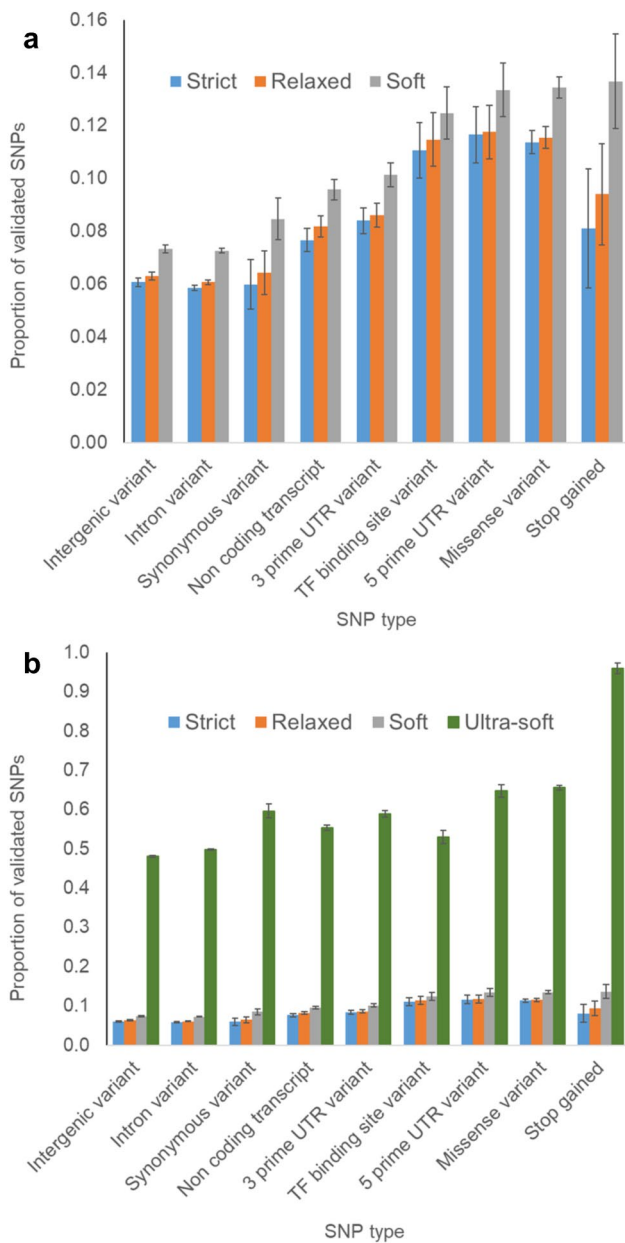 a
0.16
0.14
0.12
0.10
0.08
0.06
0.04
0.02
0.00
Proportion of validated SNPs
Strict Relaxed Soft
Intergenic variant
Intron variant
Synonymous variant
Non coding transcript
3 prime UTR variant
TF binding site variant
5 prime UTR variant
Missense variant
Stop gained
SNP type
b
1.0
0.9
0.8
0.7
0.6
0.5
0.4
0.3
0.2
0.1
0.0
Proportion of validated SNPs
Strict Relaxed Soft Ultra-soft
Intergenic variant
Intron variant
Synonymous variant
Non coding transcript
3 prime UTR variant
TF binding site variant
5 prime UTR variant
Missense variant
Stop gained
SNP type